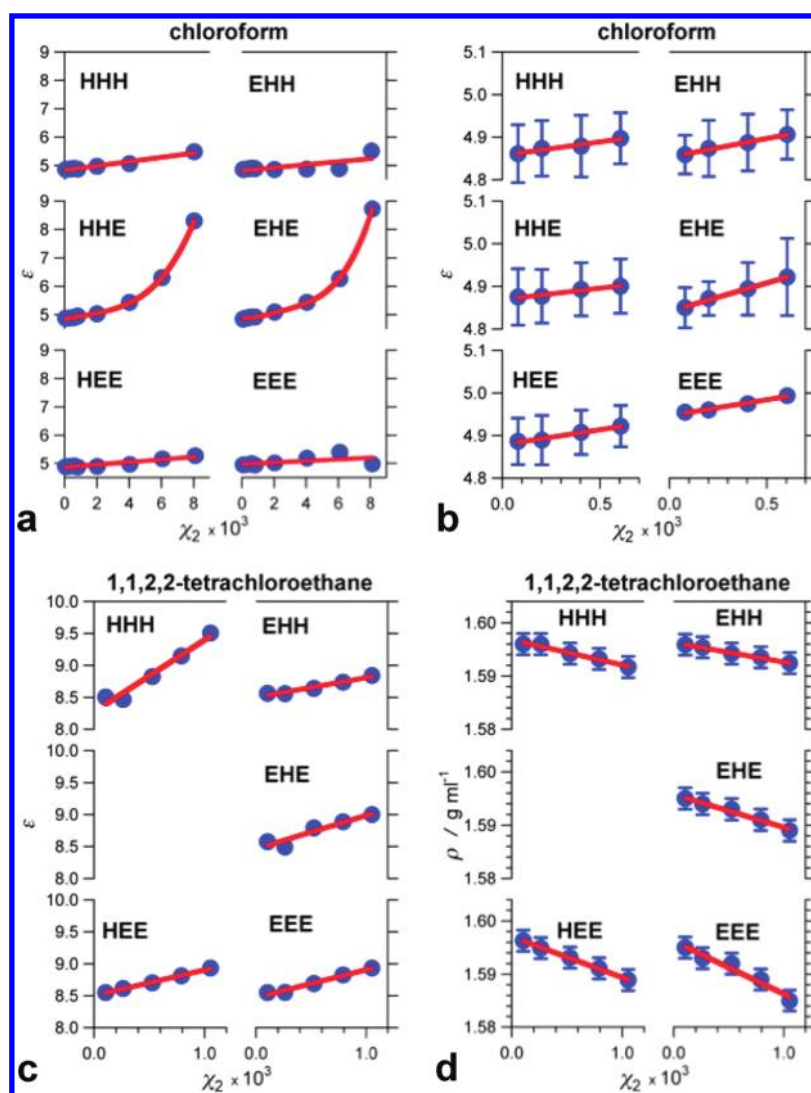 chloroform
9
8
7
6
5
HHH
EHH
9
8
7
6
5
ε
HHE
EHE
9
8
7
6
5
HEE
EEE
0 2 4 6 8
0 2 4 6 8
a
χ₂ × 10³
chloroform
5.1
5.0
4.9
4.8
HHH
EHH
5.1
5.0
4.9
4.8
ε
HHE
EHE
5.1
5.0
4.9
4.8
HEE
EEE
0.0 0.5
0.0 0.5
b
χ₂ × 10³
1,1,2,2-tetrachloroethane
10.0
9.5
9.0
8.5
8.0
HHH
EHH
10.0
9.5
9.0
8.5
8.0
ε
EHE
10.0
9.5
9.0
8.5
8.0
HEE
EEE
0.0 1.0
0.0 1.0
c
χ₂ × 10³
1,1,2,2-tetrachloroethane
1.60
1.59
1.58
HHH
EHH
1.60
1.59
1.58
ρ / g ml⁻¹
EHE
1.60
1.59
1.58
HEE
EEE
0.0 1.0
0.0 1.0
d
χ₂ × 10³